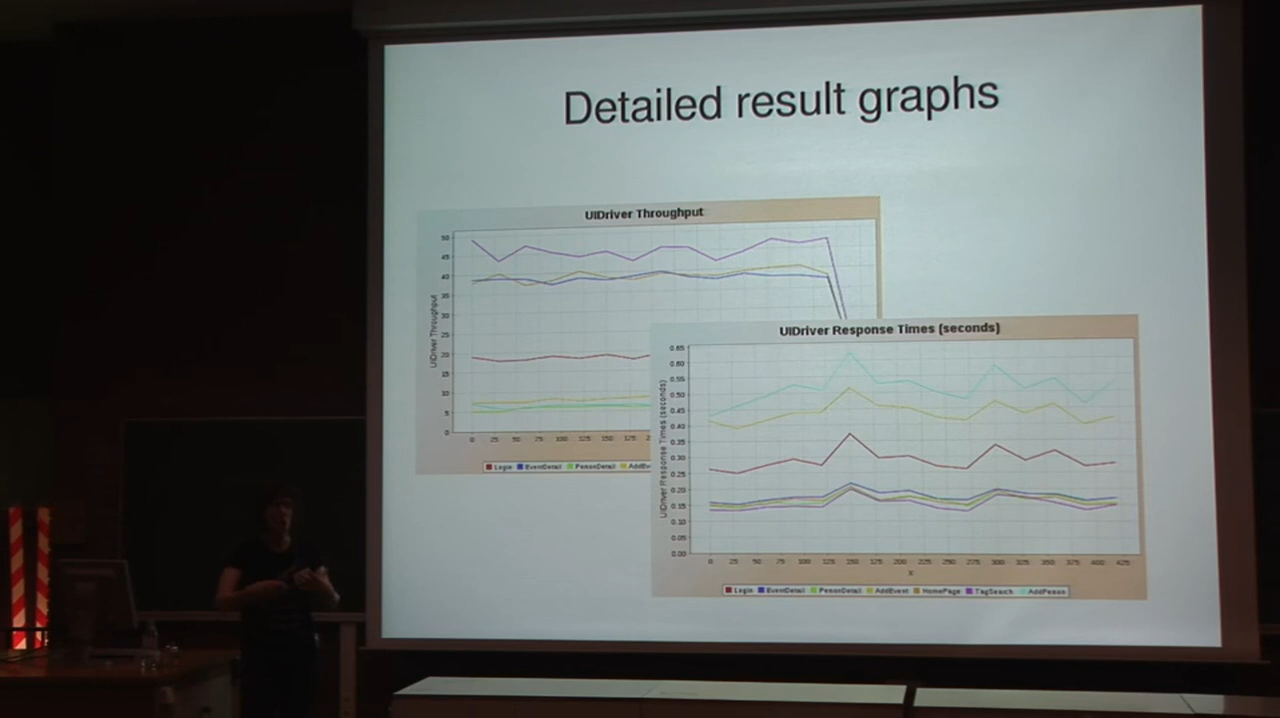 Detailed result graphs
UIDriver Throughput
50
45
40
35
30
25
20
15
10
5
0
UIDriver Throughput
0 25 50 75 100 125 150 175
Login EventDetail PersonDetail AddEv
UIDriver Response Times (seconds)
0.65
0.60
0.55
0.50
0.45
0.40
0.35
0.30
0.25
0.20
0.15
0.10
0.05
0.00
UIDriver Response Times (seconds)
0 25 50 75 100 125 150 175 200 225 250 275 300 325 350 375 400 425
x
Login EventDetail PersonDetail AddEvent HomePage TagSearch AddPerson